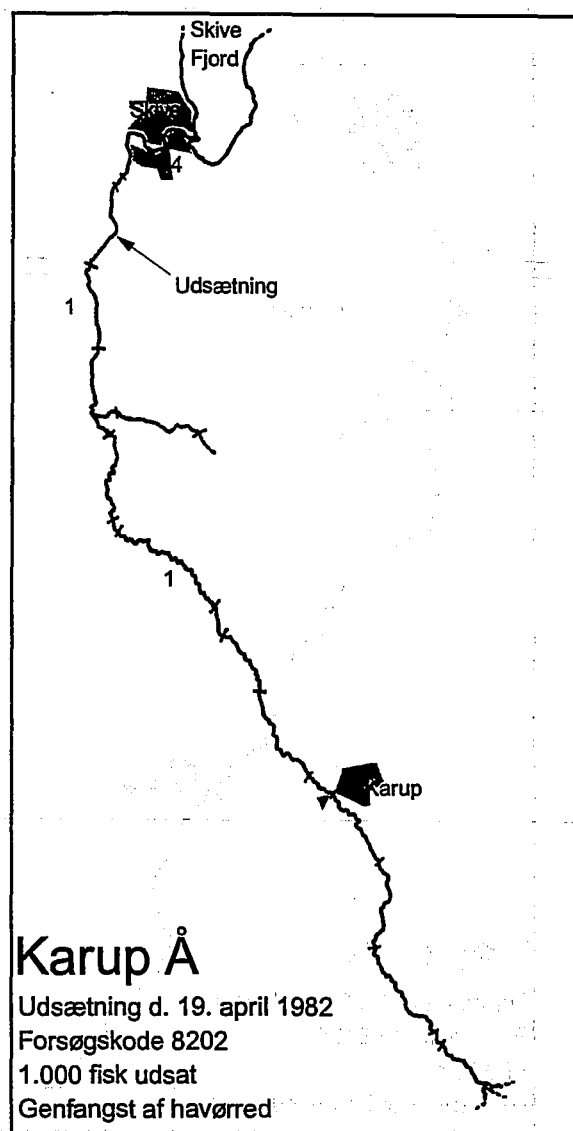 Skive
Fjord
Skive
4
Udsætning
1
1
Karup
Karup Å
Udsætning d. 19. april 1982
Forsøgskode 8202
1.000 fisk udsat
Genfangst af havørred